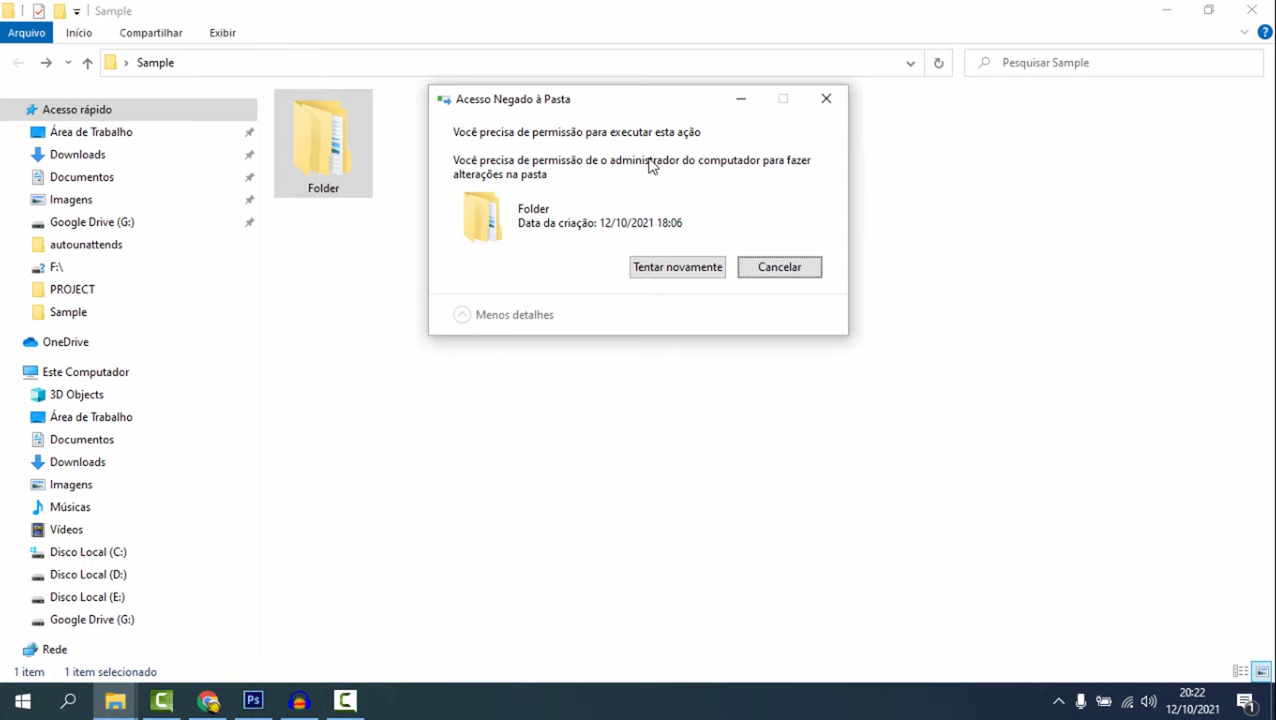 Sample
Arquivo
Início
Compartilhar
Exibir
Sample
Pesquisar Sample
Acesso rápido
Área de Trabalho
Downloads
Documentos
Imagens
Google Drive (G:)
autounattends
F:\
PROJECT
Sample
OneDrive
Este Computador
3D Objects
Área de Trabalho
Documentos
Downloads
Imagens
Músicas
Vídeos
Disco Local (C:)
Disco Local (D:)
Disco Local (E:)
Google Drive (G:)
Rede
Folder
Acesso Negado à Pasta
Você precisa de permissão para executar esta ação
Você precisa de permissão de o administrador do computador para fazer
alterações na pasta
Folder
Data da criação: 12/10/2021 18:06
Tentar novamente
Cancelar
Menos detalhes
1 item
1 item selecionado
Ps
20:22
12/10/2021
1